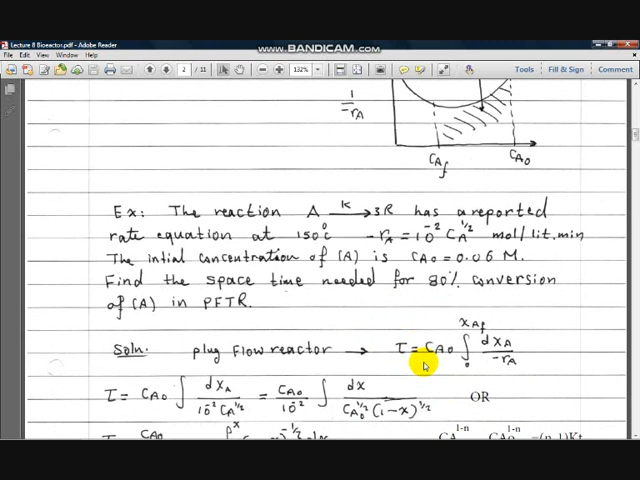 Lecture 8 Bioreactor.pdf - Adobe Reader
WWW.BANDICAM.COM
File Edit View Window Help
2 / 11
132%
Tools Fill & Sign Comment
1
-rA
CAf CAo
Ex: The reaction A K→ 3R has a reported
rate equation at 150°C -rA = 10^-2 CA^1/2 mol/lit.min
The intial concentration of (A) is CAo = 0.06 M.
Find the space time needed for 80% conversion
of (A) in PFTR.
Soln. plug flow reactor → τ = CAo ∫0^XAf dXA / -rA
τ = CAo ∫ dXA / 10^-2 CA^1/2 = CAo / 10^-2 ∫ dX / CAo^1/2 (1-x)^1/2 OR